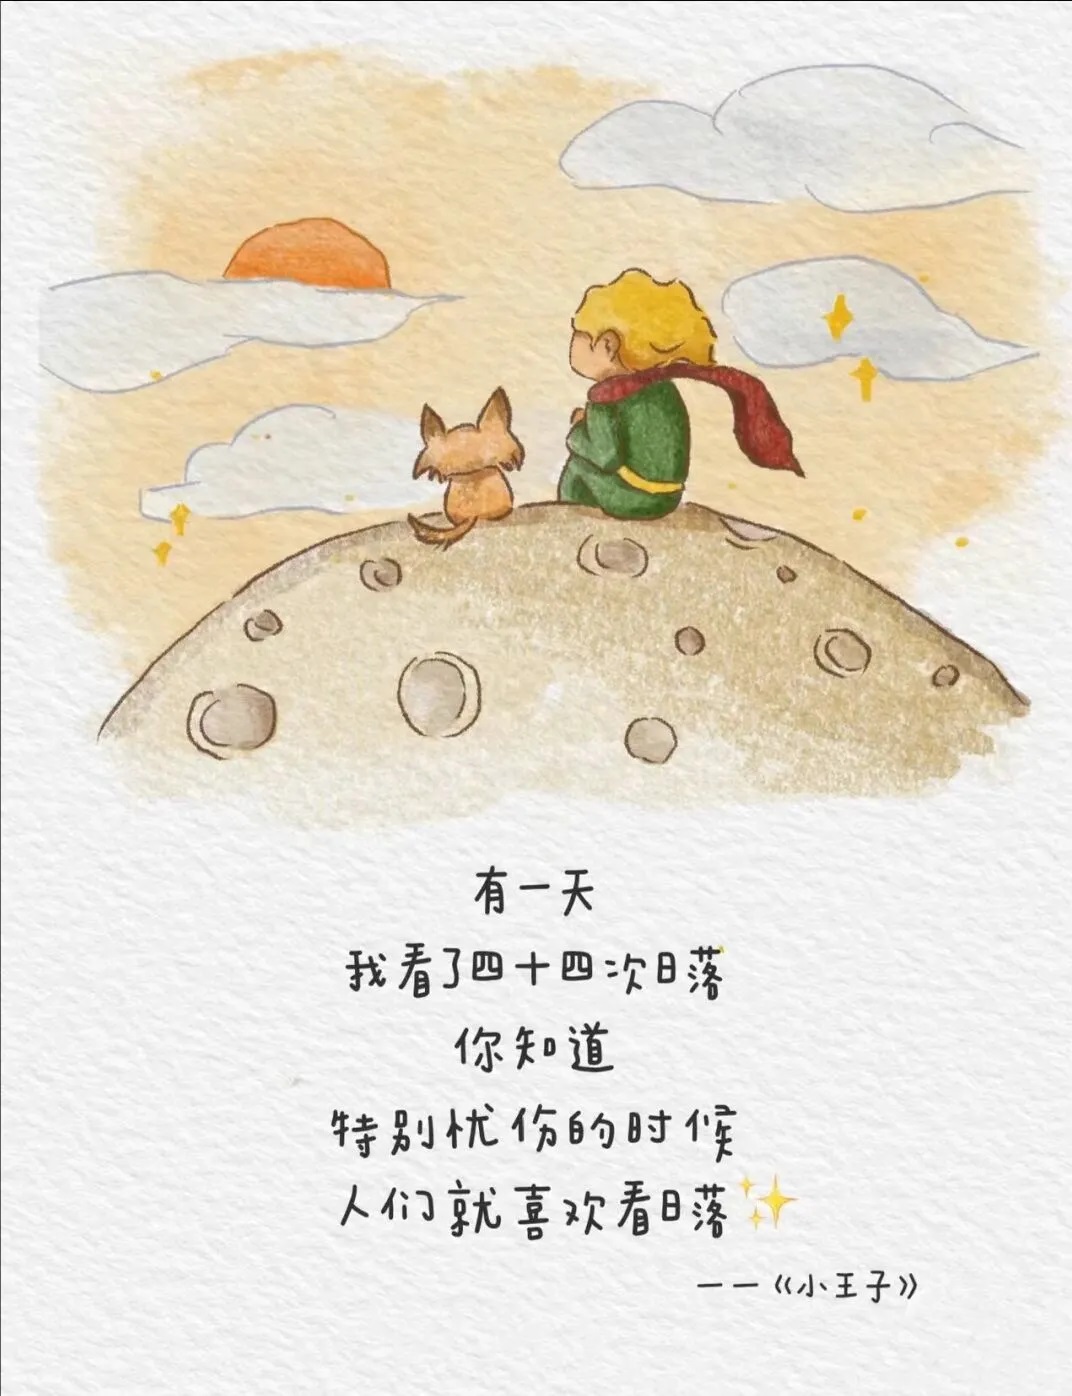 有一天
我看了四十四次日落
你知道
特别忧伤的时候
人们就喜欢看日落✨
——《小王子》